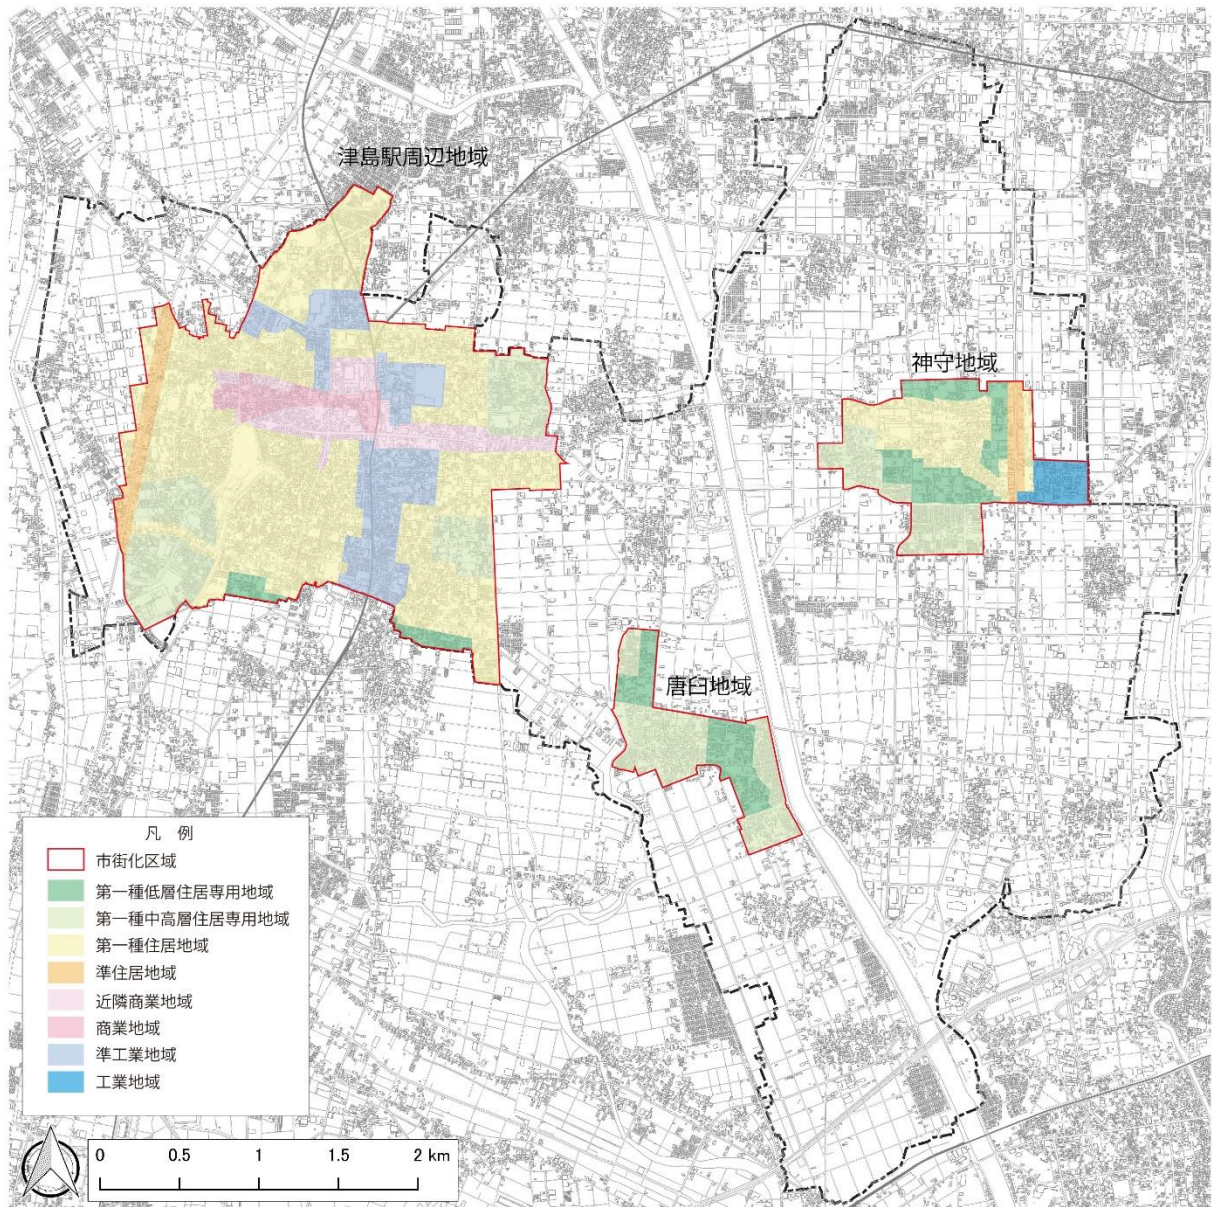 津島駅周辺地域
神守地域
唐臼地域
凡 例
市街化区域
第一種低層住居専用地域
第一種中高層住居専用地域
第一種住居地域
準住居地域
近隣商業地域
商業地域
準工業地域
工業地域
0 0.5 1 1.5 2 km